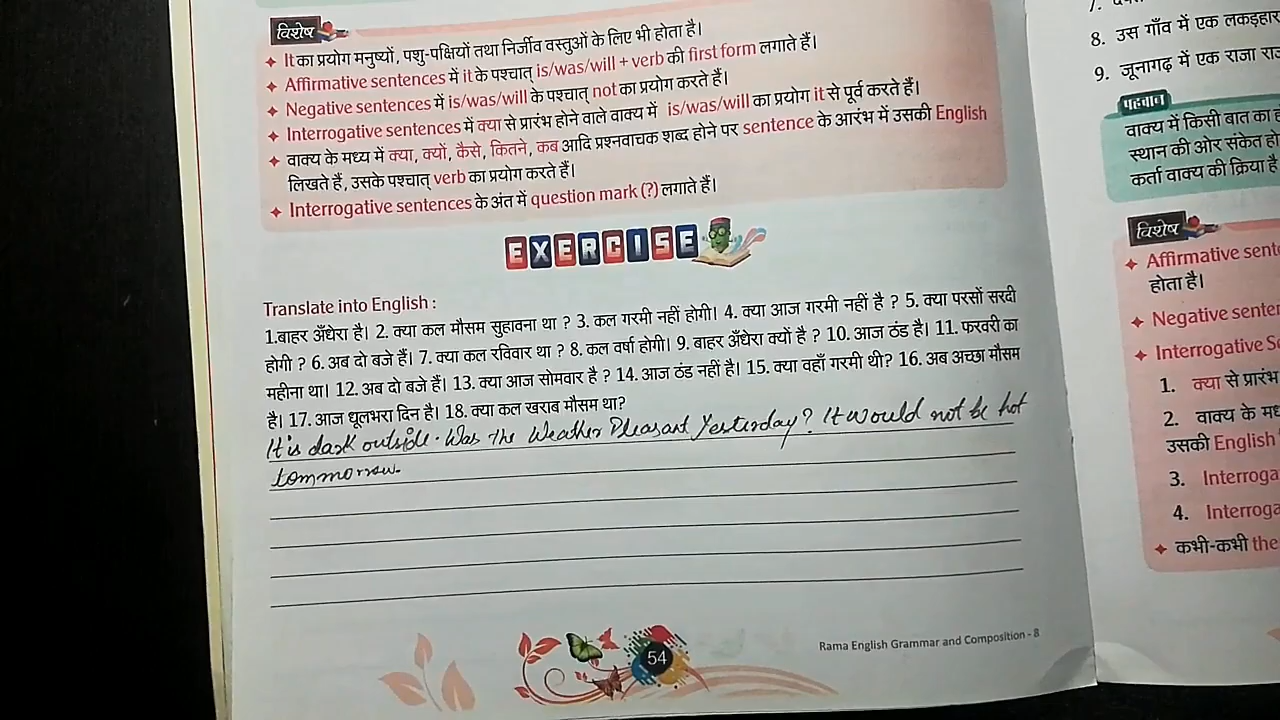 विशेष
It का प्रयोग मनुष्यों, पशु-पक्षियों तथा निर्जीव वस्तुओं के लिए भी होता है।
Affirmative sentences में it के पश्चात् is/was/will + verb की first form लगाते हैं।
Negative sentences में is/was/will के पश्चात् not का प्रयोग करते हैं।
Interrogative sentences में क्या से प्रारंभ होने वाले वाक्य में is/was/will का प्रयोग it से पूर्व करते हैं।
वाक्य के मध्य में क्या, क्यों, कैसे, कितने, कब आदि प्रश्नवाचक शब्द होने पर sentence के आरंभ में उसकी English
लिखते हैं, उसके पश्चात् verb का प्रयोग करते हैं।
Interrogative sentences के अंत में question mark (?) लगाते हैं।
EXERCISE
Translate into English :
1.बाहर अँधेरा है। 2. क्या कल मौसम सुहावना था ? 3. कल गरमी नहीं होगी। 4. क्या आज गरमी नहीं है ? 5. क्या परसों सरदी
होगी ? 6. अब दो बजे हैं। 7. क्या कल रविवार था ? 8. कल वर्षा होगी। 9. बाहर अँधेरा क्यों है ? 10. आज ठंड है। 11. फरवरी का
महीना था। 12. अब दो बजे हैं। 13. क्या आज सोमवार है ? 14. आज ठंड नहीं है। 15. क्या वहाँ गरमी थी? 16. अब अच्छा मौसम
है। 17. आज धूलभरा दिन है। 18. क्या कल खराब मौसम था?
It is dark outside. Was the Weather Pleasant Yesterday? It would not be hot
tommorrow.
54
Rama English Grammar and Composition - 8
7.
8. उस गाँव में एक लकड़हार
9. जूनागढ़ में एक राजा
पहचान
वाक्य में किसी बात का
स्थान की ओर संकेत हो
कर्ता वाक्य की क्रिया है
विशेष
Affirmative sent
होता है।
Negative senten
Interrogative Se
1. क्या से प्रारंभ
2. वाक्य के मध
उसकी English
3. Interroga
4. Interroga
कभी-कभी the